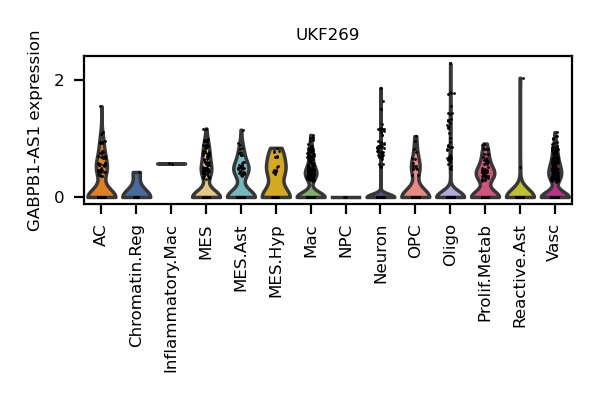 UKF269
GABPB1-AS1 expression
2
0
AC
Chromatin.Reg
Inflammatory.Mac
MES
MES.Ast
MES.Hyp
Mac
NPC
Neuron
OPC
Oligo
Prolif.Metab
Reactive.Ast
Vasc